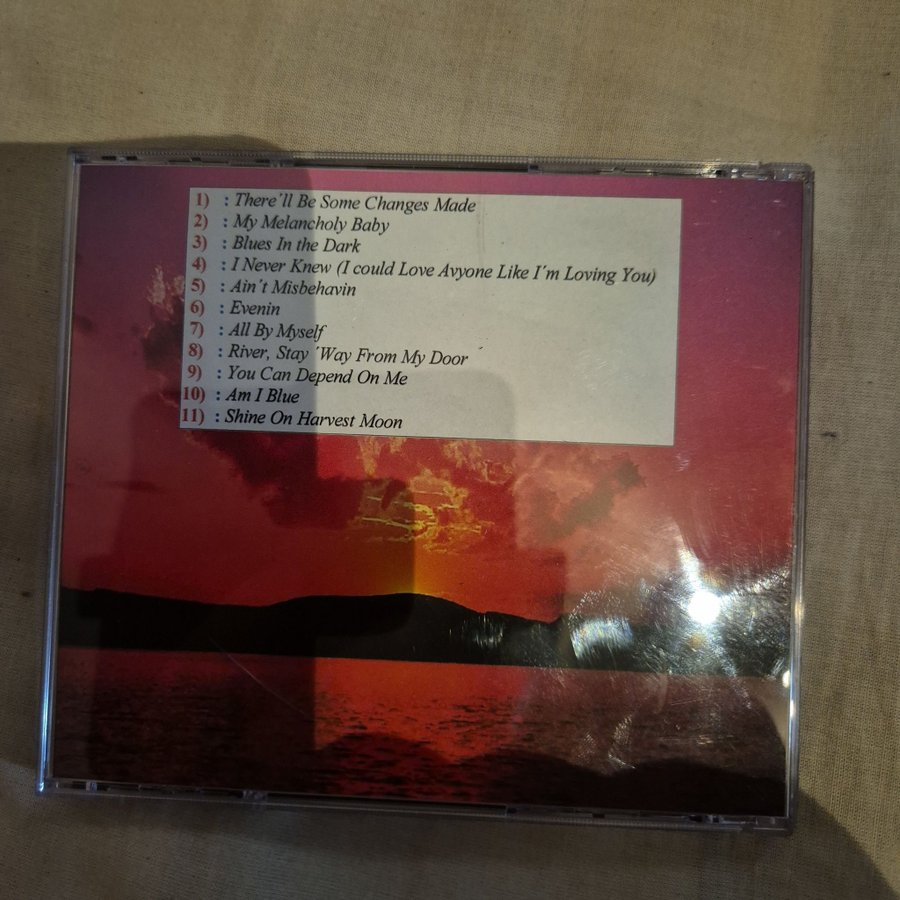 1) : There´ll Be Some Changes Made
2) : My Melancholy Baby
3) : Blues In the Dark
4) : I Never Knew (I could Love Avyone Like I´m Loving You)
5) : Ain´t Misbehavin
6) : Evenin
7) : All By Myself
8) : River, Stay ´Way From My Door ´
9) : You Can Depend On Me
10) : Am I Blue
11) : Shine On Harvest Moon